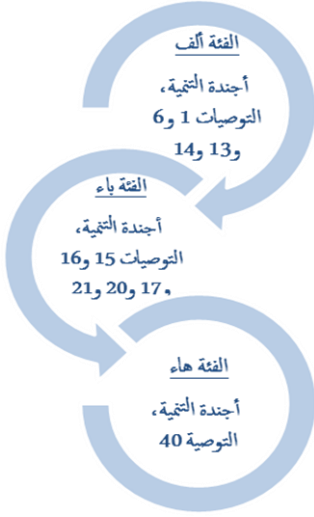 الفئة ألف
أجندة التنمية،
التوصيات 1 و6
و13 و14
الفئة باء
أجندة التنمية،
التوصيات 15 و16
و17 و20 و21
الفئة هاء
أجندة التنمية،
التوصية 40